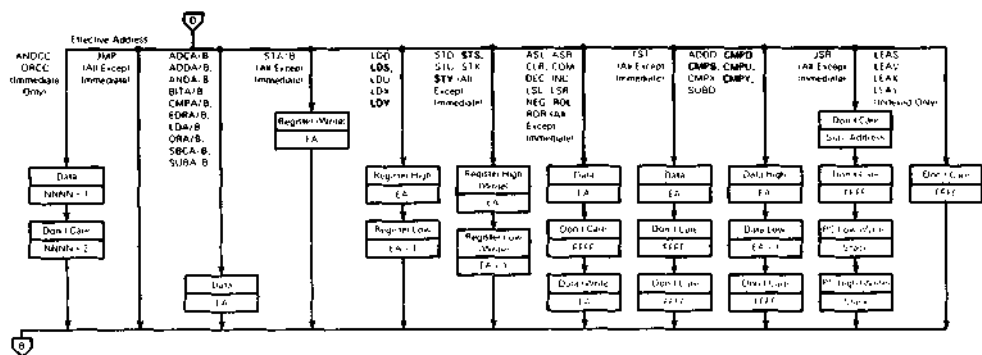 Effective Address
ANDCC
ORCC
(Immediate
Only)
JMP
(All Except
Immediate)
ADCA/B,
ADDA/B,
ANDA/B,
BITA/B,
CMPA/B,
EORA/B,
LDA/B,
ORA/B,
SBCA/B,
SUBA/B
STA/B
(All Except
Immediate)
LDD
LDS,
LDU
LDX
LDY
STD STS,
STU STX
STY (All
Except
Immediate)
ASL ASR
CLR, COM
DEC INC
LSL LSR
NEG ROL
ROR (All
Except
Immediate)
TST
(All Except
Immediate)
ADDD CMPD
CMPS, CMPU,
CMPX CMPY,
SUBD
JSR
(All Except
Immediate)
LEAS
LEAU
LEAX
LEAY
(Indexed Only)
Data
NNNN + 1
Don't Care
NNNN + 2
Data
EA
Register (Write)
EA
Register High
EA
Register Low
EA + 1
Register High
(Write)
EA
Register Low
(Write)
EA + 1
Data
EA
Don't Care
FFFF
Data (Write)
EA
Data
EA
Don't Care
FFFF
Don't Care
FFFF
Data High
EA
Data Low
EA + 1
Don't Care
FFFF
Don't Care
Sub. Address
Don't Care
FFFF
PC Low (Write)
Stack
PC High (Write)
Stack
Don't Care
FFFF